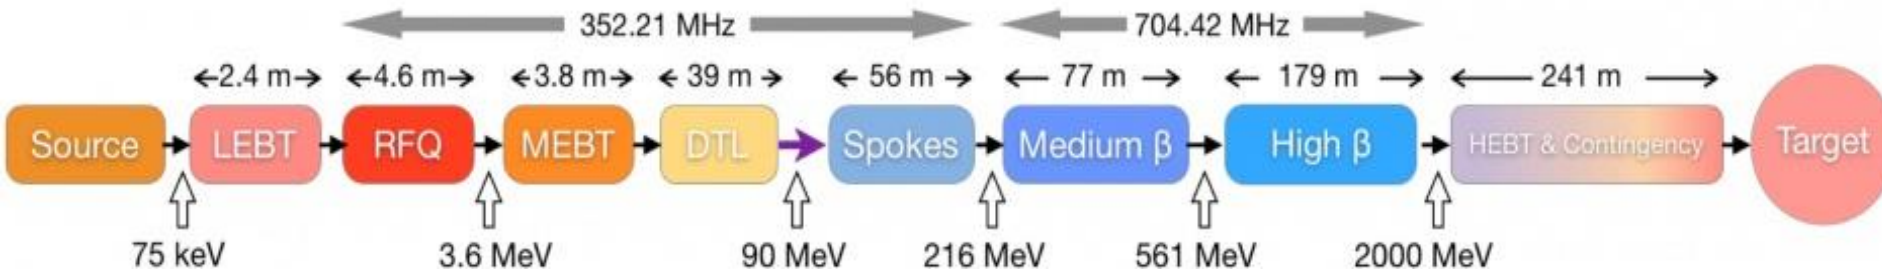 352.21 MHz 704.42 MHz
2.4 m 4.6 m 3.8 m 39 m 56 m 77 m 179 m 241 m
Source LEBT RFQ MEBT DTL Spokes Medium β High β HEBT & Contingency Target
75 keV 3.6 MeV 90 MeV 216 MeV 561 MeV 2000 MeV